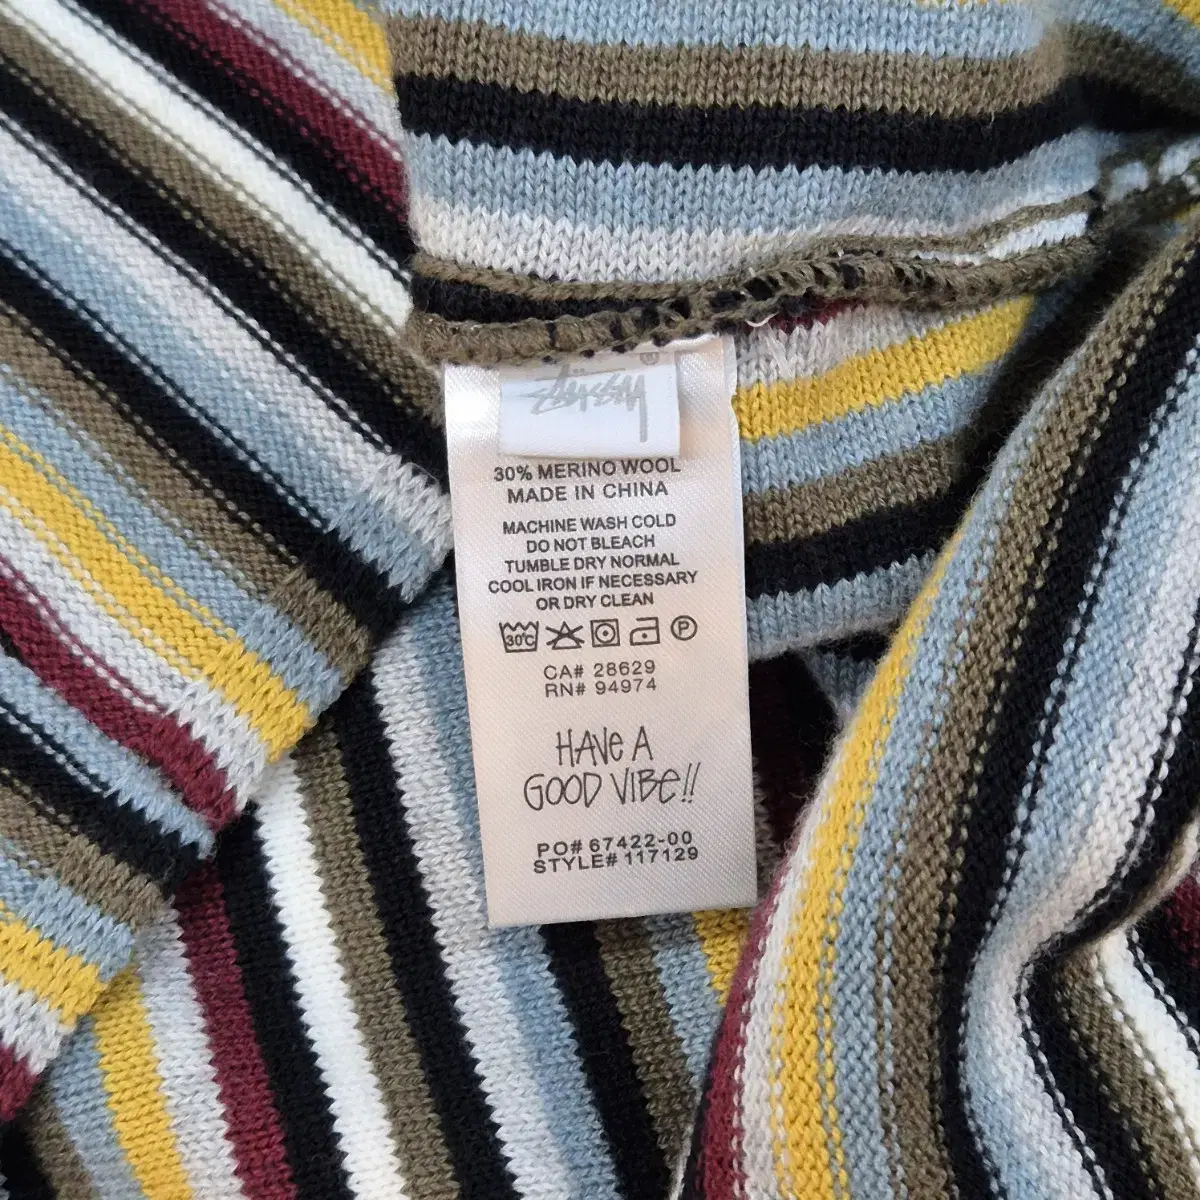 ®
Stüssy
30% MERINO WOOL
MADE IN CHINA
MACHINE WASH COLD
DO NOT BLEACH
TUMBLE DRY NORMAL
COOL IRON IF NECESSARY
OR DRY CLEAN
30°C P
CA# 28629
RN# 94974
HAVE A
GOOD VIBE!!
PO# 67422-00
STYLE# 117129